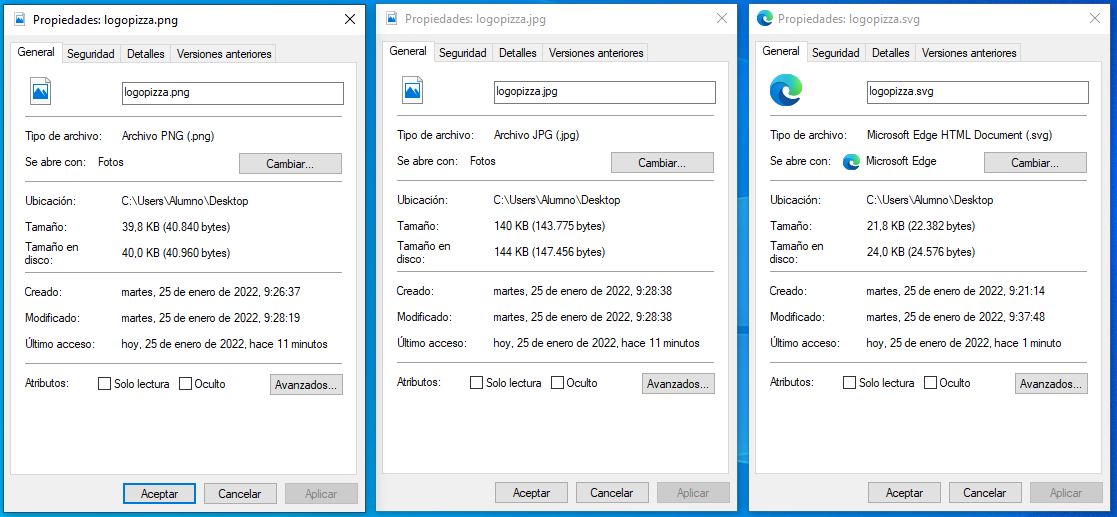 Propiedades: logopizza.png
General Seguridad Detalles Versiones anteriores
logopizza.png
Tipo de archivo: Archivo PNG (.png)
Se abre con: Fotos Cambiar...
Ubicación: C:\Users\Alumno\Desktop
Tamaño: 39,8 KB (40.840 bytes)
Tamaño en disco: 40,0 KB (40.960 bytes)
Creado: martes, 25 de enero de 2022, 9:26:37
Modificado: martes, 25 de enero de 2022, 9:28:19
Último acceso: hoy, 25 de enero de 2022, hace 11 minutos
Atributos: Solo lectura Oculto Avanzados...
Aceptar Cancelar Aplicar
Propiedades: logopizza.jpg
General Seguridad Detalles Versiones anteriores
logopizza.jpg
Tipo de archivo: Archivo JPG (.jpg)
Se abre con: Fotos Cambiar...
Ubicación: C:\Users\Alumno\Desktop
Tamaño: 140 KB (143.775 bytes)
Tamaño en disco: 144 KB (147.456 bytes)
Creado: martes, 25 de enero de 2022, 9:28:38
Modificado: martes, 25 de enero de 2022, 9:28:38
Último acceso: hoy, 25 de enero de 2022, hace 11 minutos
Atributos: Solo lectura Oculto Avanzados...
Aceptar Cancelar Aplicar
Propiedades: logopizza.svg
General Seguridad Detalles Versiones anteriores
logopizza.svg
Tipo de archivo: Microsoft Edge HTML Document (.svg)
Se abre con: Microsoft Edge Cambiar...
Ubicación: C:\Users\Alumno\Desktop
Tamaño: 21,8 KB (22.382 bytes)
Tamaño en disco: 24,0 KB (24.576 bytes)
Creado: martes, 25 de enero de 2022, 9:21:14
Modificado: martes, 25 de enero de 2022, 9:37:48
Último acceso: hoy, 25 de enero de 2022, hace 1 minuto
Atributos: Solo lectura Oculto Avanzados...
Aceptar Cancelar Aplicar